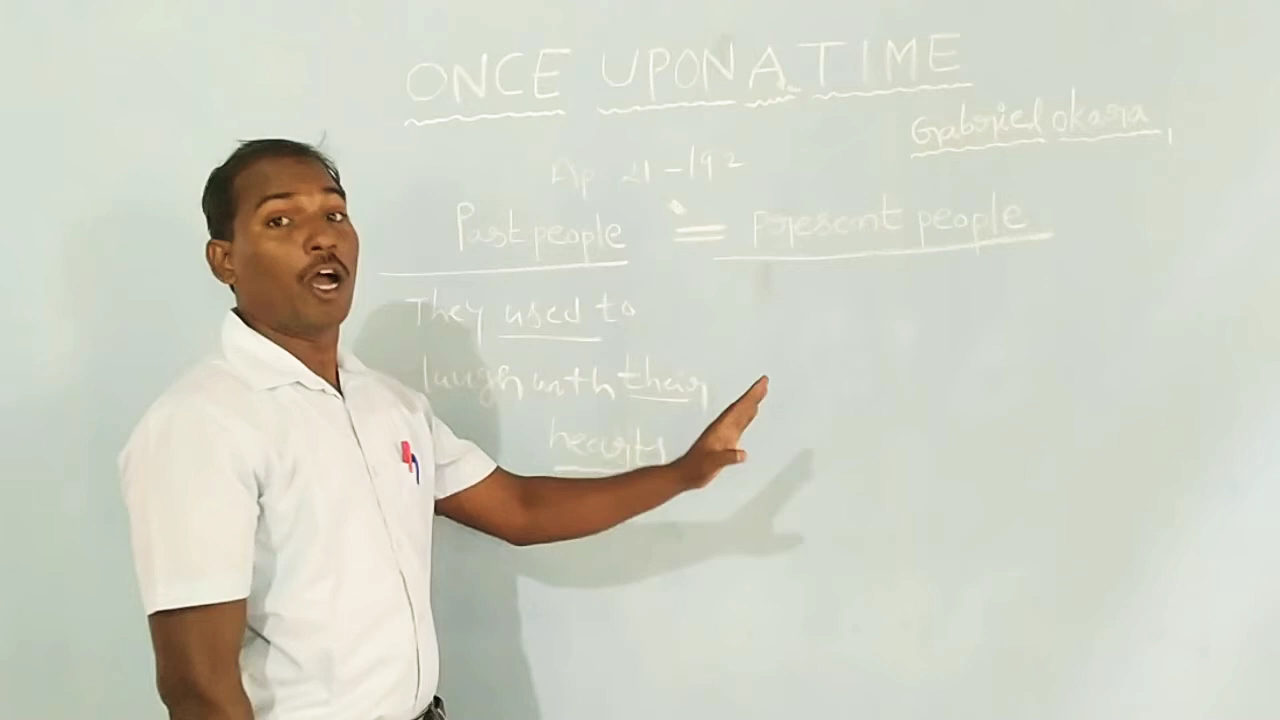 ONCE UPON A TIME
Gabriel okara,
Ap 21-192
Past people = Present people
They used to
laugh with their
hearts